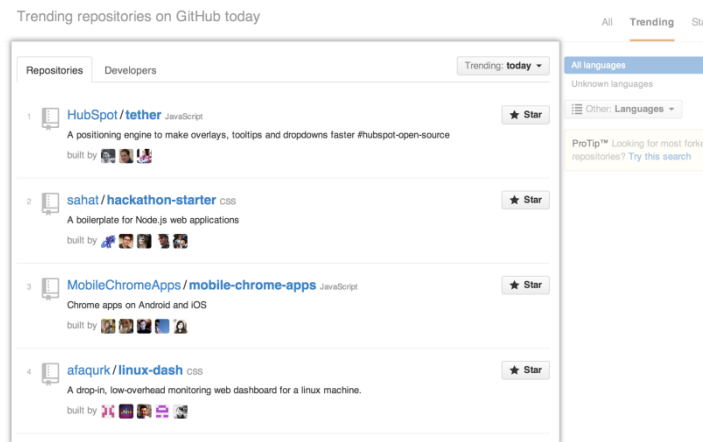 Trending repositories on GitHub today
All Trending
Repositories Developers Trending: today
All languages
Unknown languages
Other: Languages
ProTip™ Looking for most
repositories? Try this search
1 HubSpot/tether JavaScript Star
A positioning engine to make overlays, tooltips and dropdowns faster #hubspot-open-source
built by
2 sahat/hackathon-starter CSS Star
A boilerplate for Node.js web applications
built by
3 MobileChromeApps/mobile-chrome-apps JavaScript Star
Chrome apps on Android and iOS
built by
4 afaqurk/linux-dash CSS Star
A drop-in, low-overhead monitoring web dashboard for a linux machine.
built by